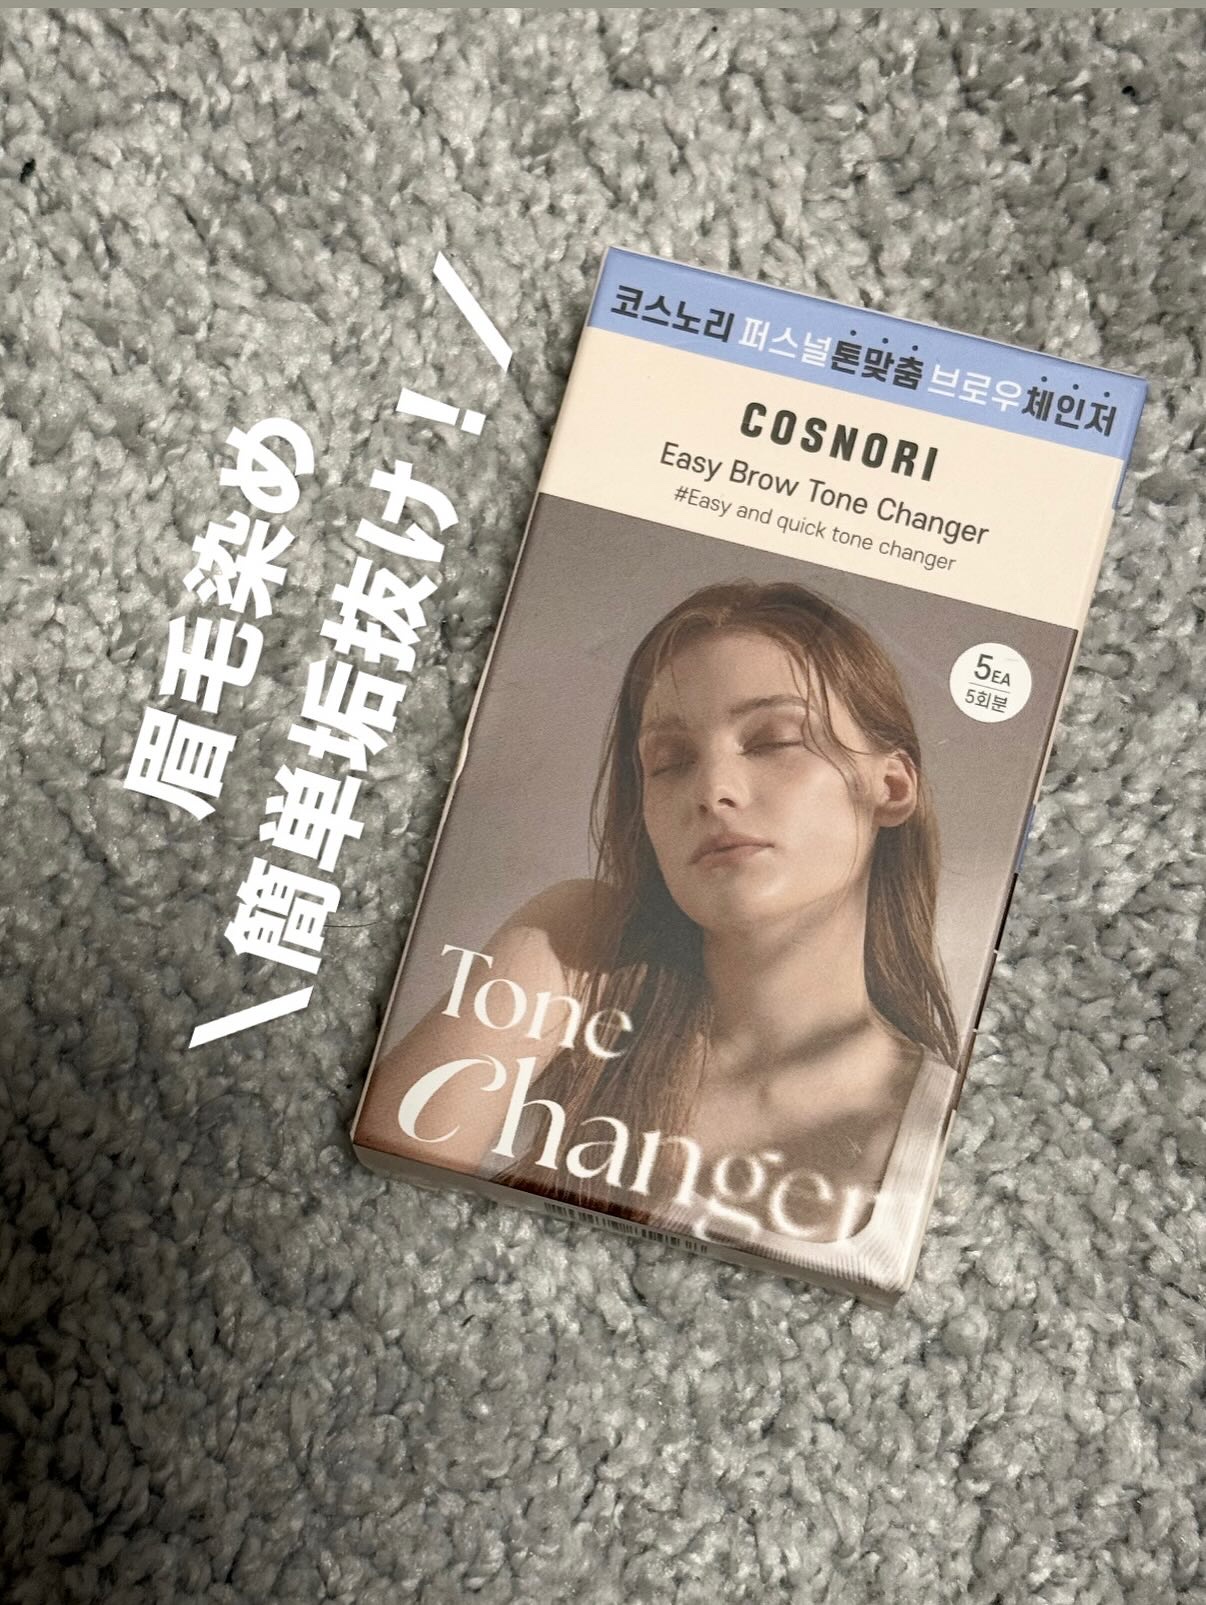 眉毛染め
\簡単垢抜け！/
코스노리 퍼스널톤맞춤 브로우체인저
COSNORI
Easy Brow Tone Changer
#Easy and quick tone changer
5EA
5회분
Tone
Changer